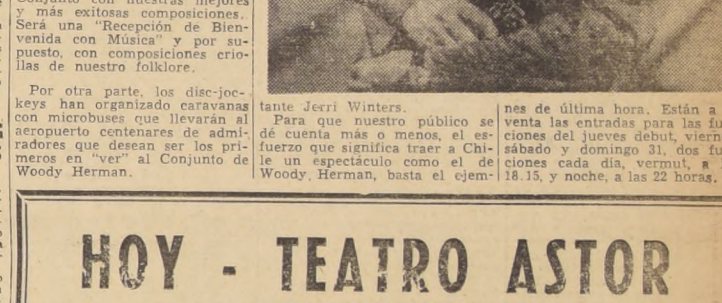 Conjunto con nuestras mejores
y más exitosas composiciones.
Será una "Recepción de Bien-
venida con Música" y por su-
puesto, con composiciones crio-
llas de nuestro folklore.
Por otra parte, los disc-joc-
keys han organizado caravanas
con microbuses que llevarán al
aeropuerto centenares de admi-
radores que desean ser los pri-
meros en "ver" al Conjunto de
Woody Herman.
tante Jerri Winters.
Para que nuestro público se
dé cuenta más o menos, el es-
fuerzo que significa traer a Chi-
le un espectáculo como el de
Woody Herman, basta el ejem-
nes de última hora. Están a
venta las entradas para las fu
ciones del jueves debut, viern
sábado y domingo 31, dos fu
ciones cada día, vermut, a
18.15, y noche, a las 22 horas.
HOY - TEATRO ASTOR